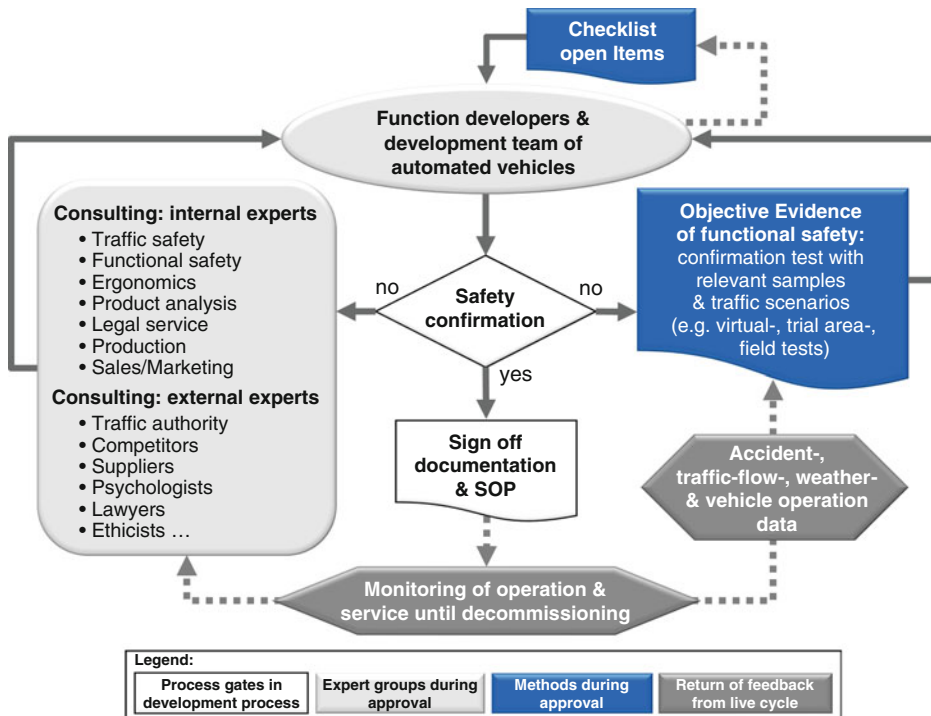 Checklist
open Items
Function developers &
development team of
automated vehicles
Consulting: internal experts
• Traffic safety
• Functional safety
• Ergonomics
• Product analysis
• Legal service
• Production
• Sales/Marketing
Consulting: external experts
• Traffic authority
• Competitors
• Suppliers
• Psychologists
• Lawyers
• Ethicists …
no
Safety
confirmation
no
yes
Objective Evidence
of functional safety:
confirmation test with
relevant samples
& traffic scenarios
(e.g. virtual-, trial area-,
field tests)
Sign off
documentation
& SOP
Accident-,
traffic-flow-, weather-
& vehicle operation
data
Monitoring of operation &
service until decommissioning
Legend:
Process gates in
development process
Expert groups during
approval
Methods during
approval
Return of feedback
from live cycle